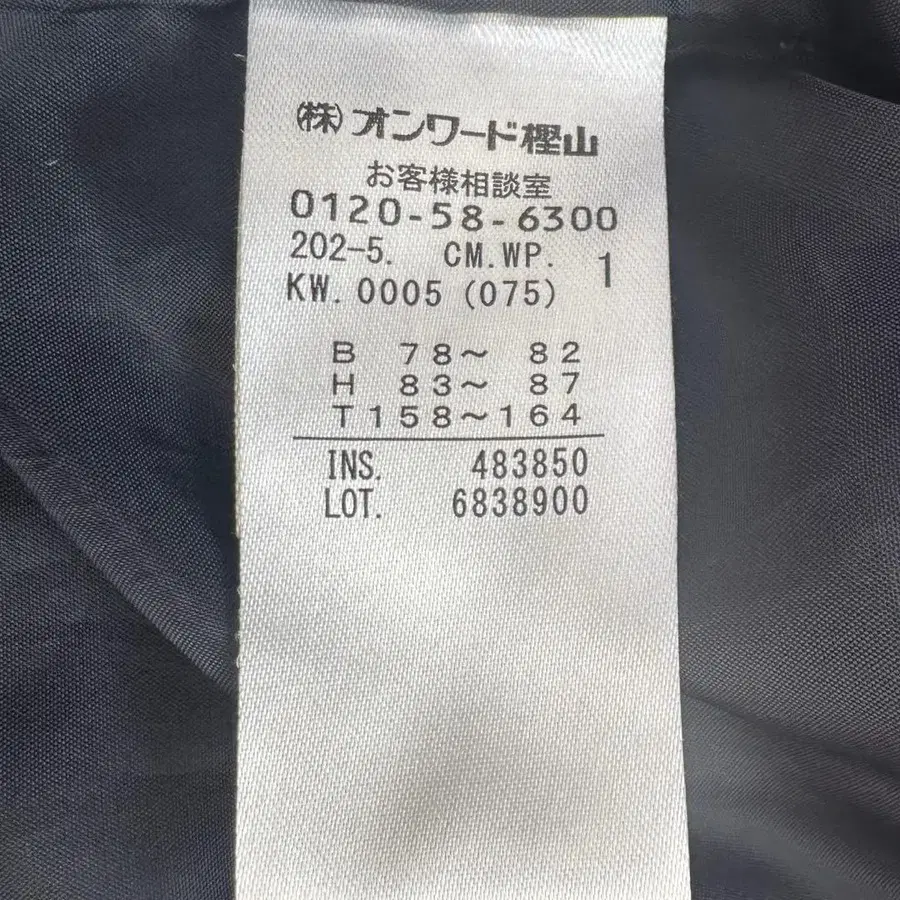 ㈱オンワード樫山
お客様相談室
0120-58-6300
202-5. CM.WP. 1
KW. 0005 (075)
B 78～ 82
H 83～ 87
T158～164
INS. 483850
LOT. 6838900